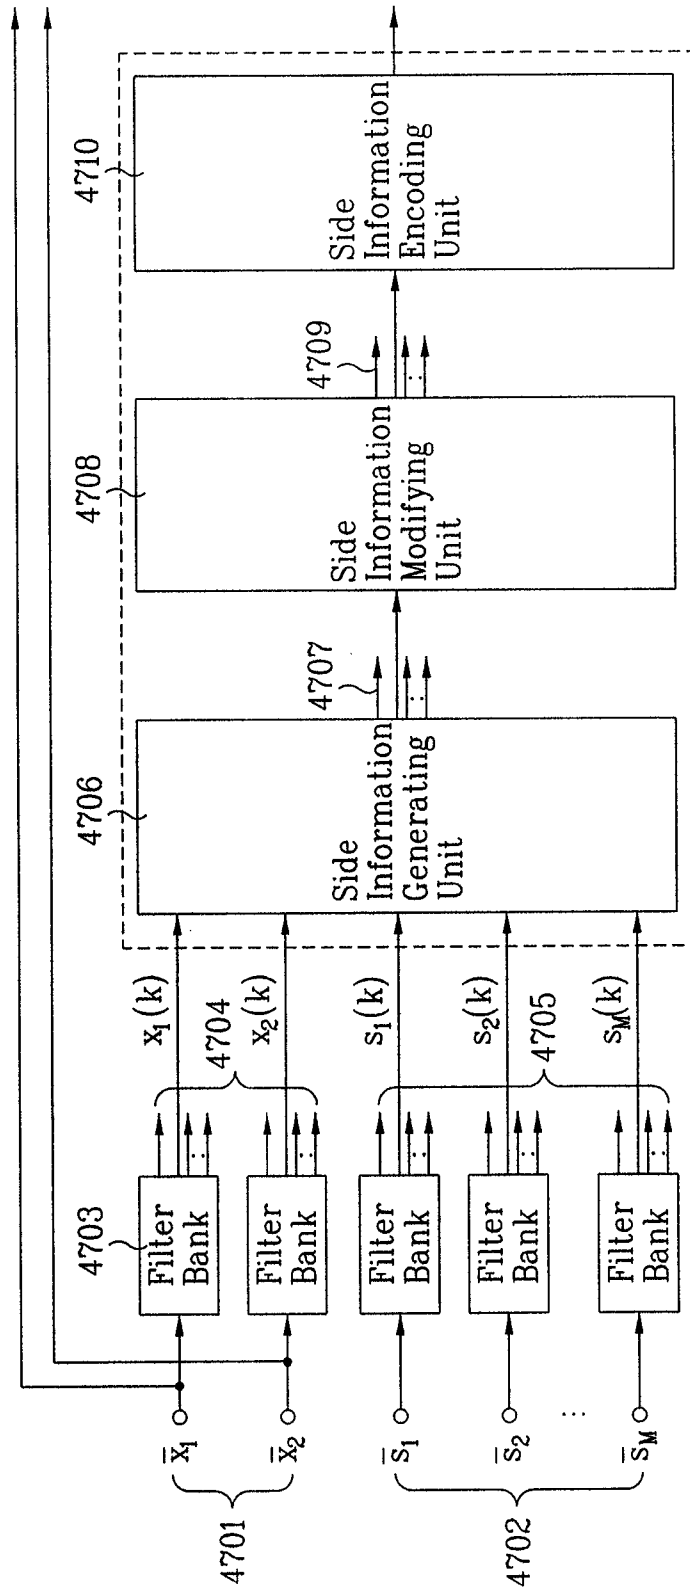 4701
x̄₁
x̄₂
4702
s̄₁
s̄₂
...
s̄M
4703
Filter
Bank
Filter
Bank
Filter
Bank
Filter
Bank
Filter
Bank
4704
x₁(k)
x₂(k)
4705
s₁(k)
s₂(k)
sM(k)
4706
Side
Information
Generating
Unit
4707
4708
Side
Information
Modifying
Unit
4709
4710
Side
Information
Encoding
Unit